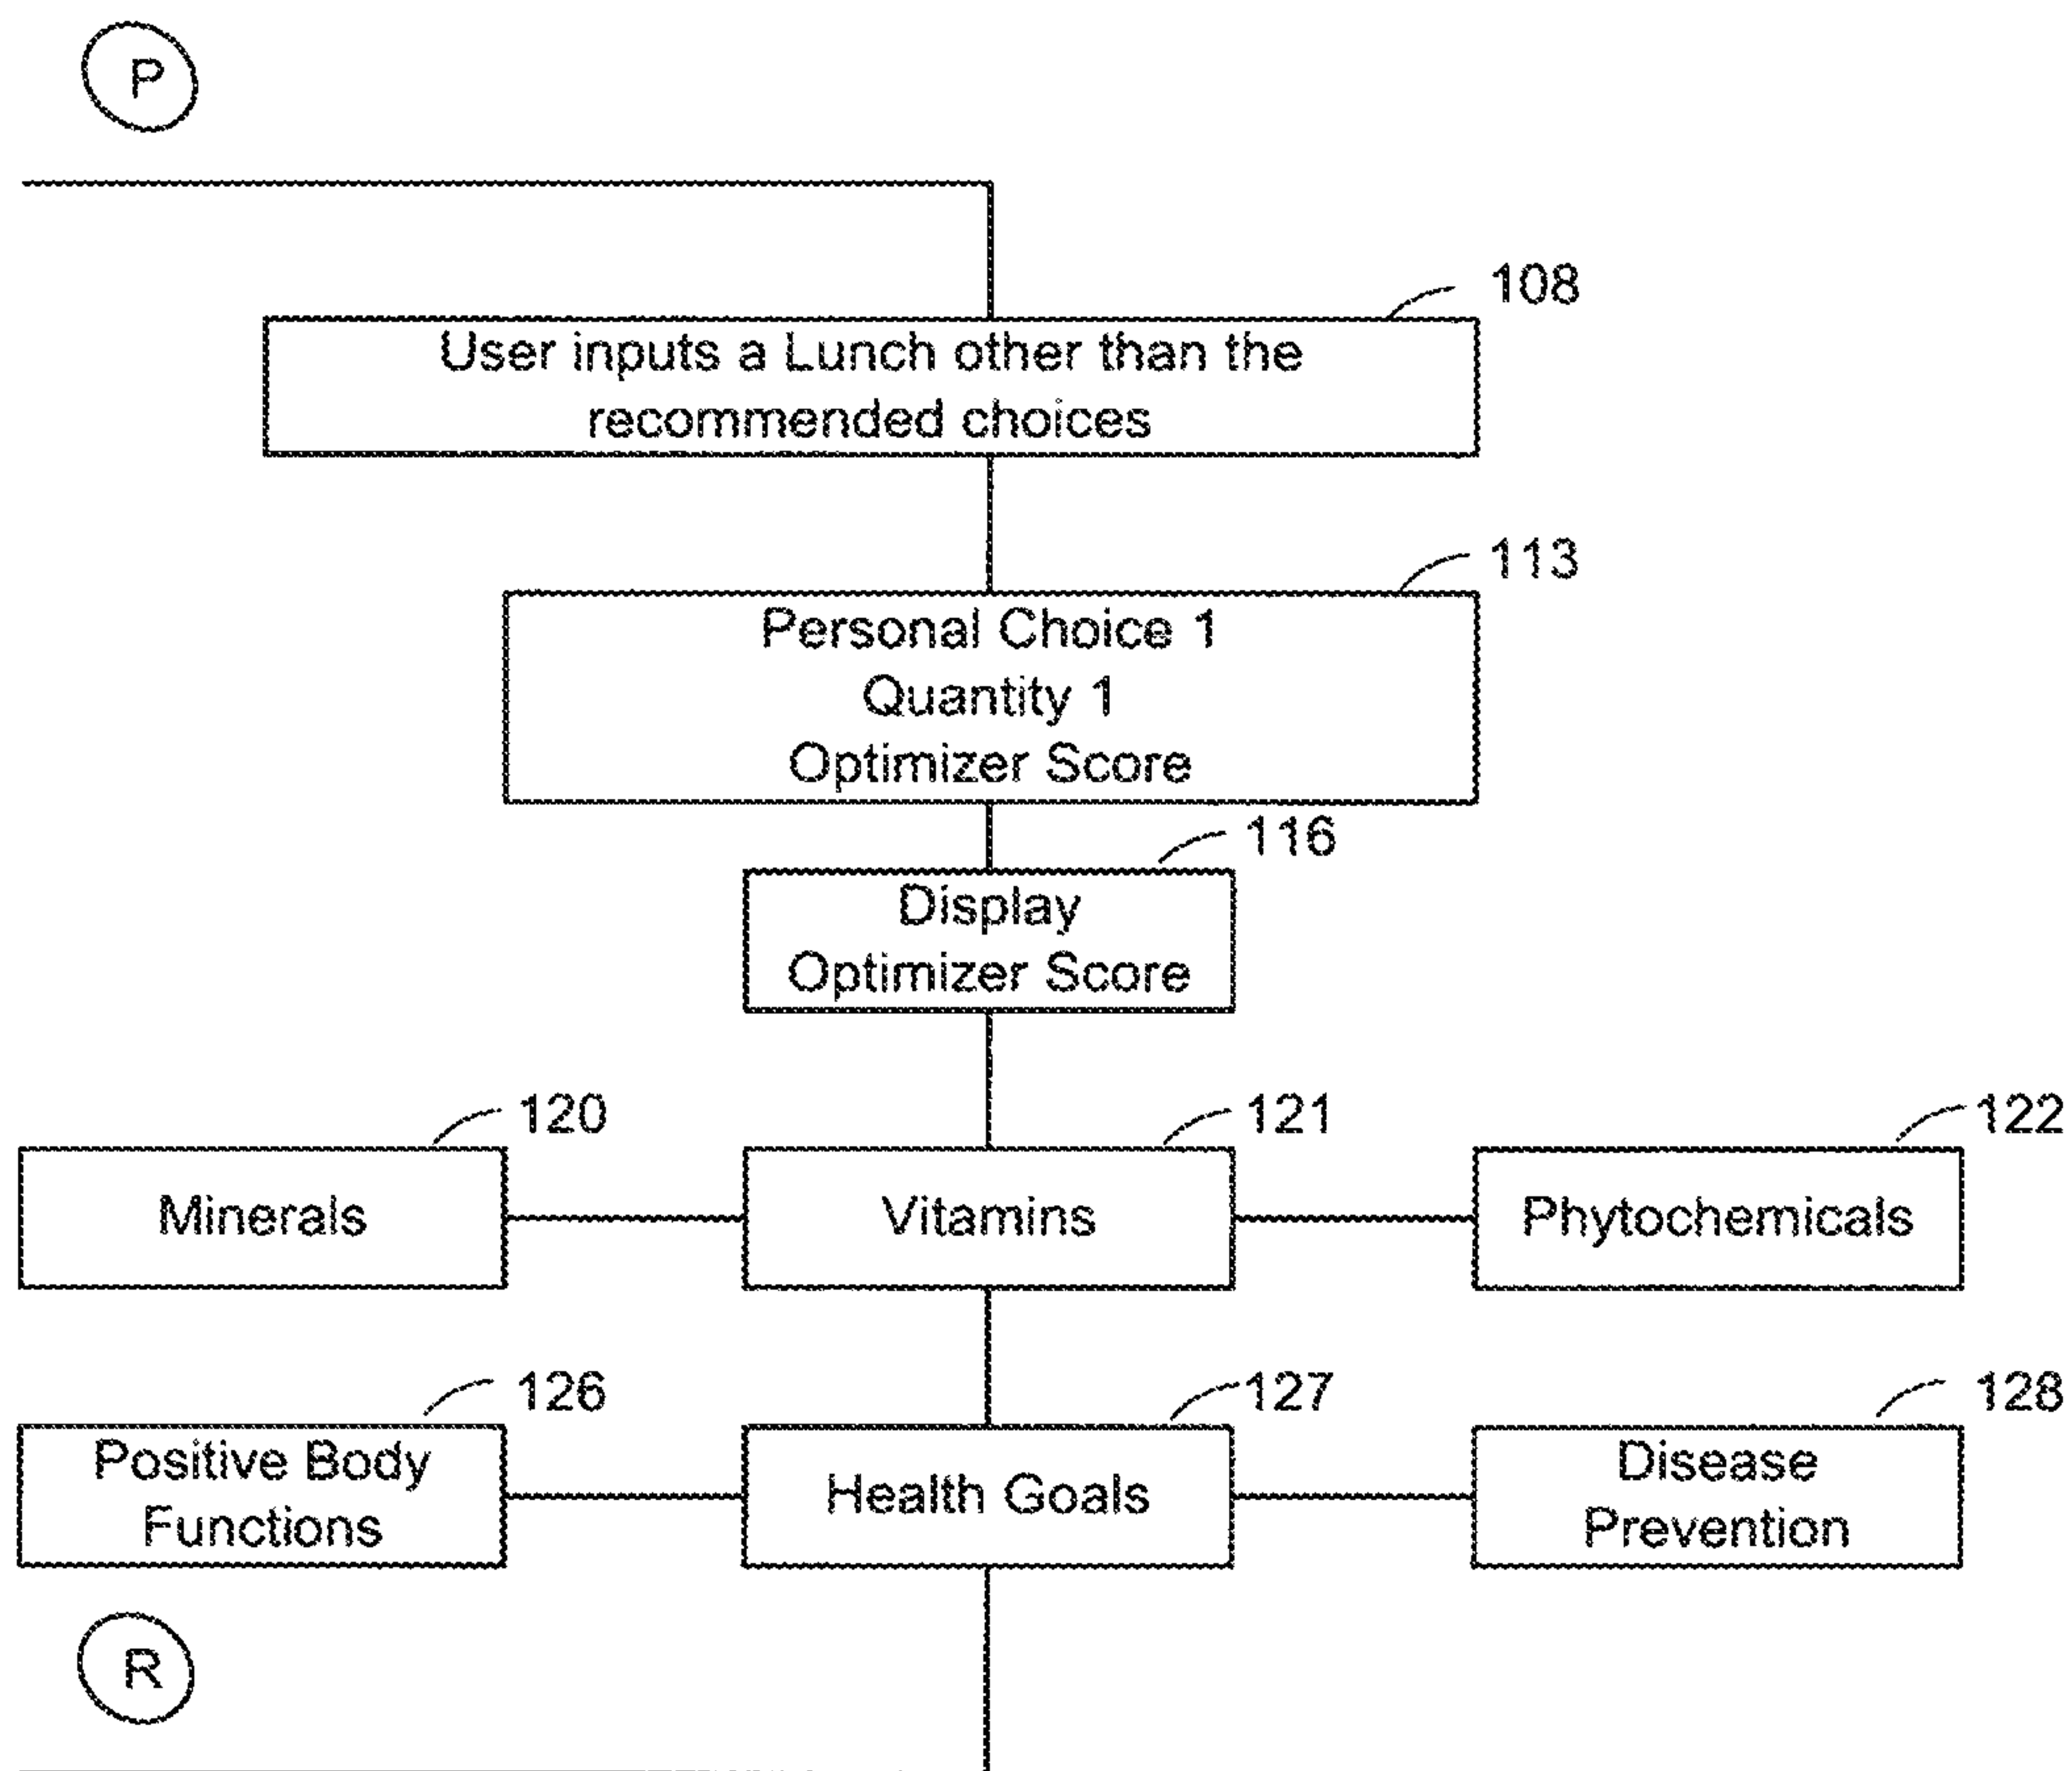 P
108
User inputs a Lunch other than the
recommended choices
113
Personal Choice 1
Quantity 1
Optimizer Score
116
Display
Optimizer Score
120
121
122
Minerals
Vitamins
Phytochemicals
126
127
128
Positive Body
Functions
Health Goals
Disease
Prevention
R